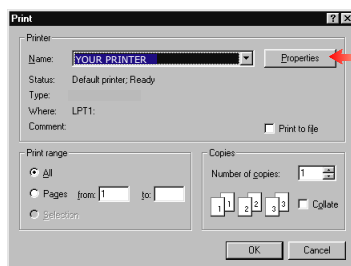 Print
Printer
Name: YOUR PRINTER Properties
Status: Default printer; Ready
Type:
Where: LPT1:
Comment: Print to file
Print range
All
Pages from: 1 to:
Selection
Copies
Number of copies: 1
1 1 2 2 3 3 Collate
OK Cancel